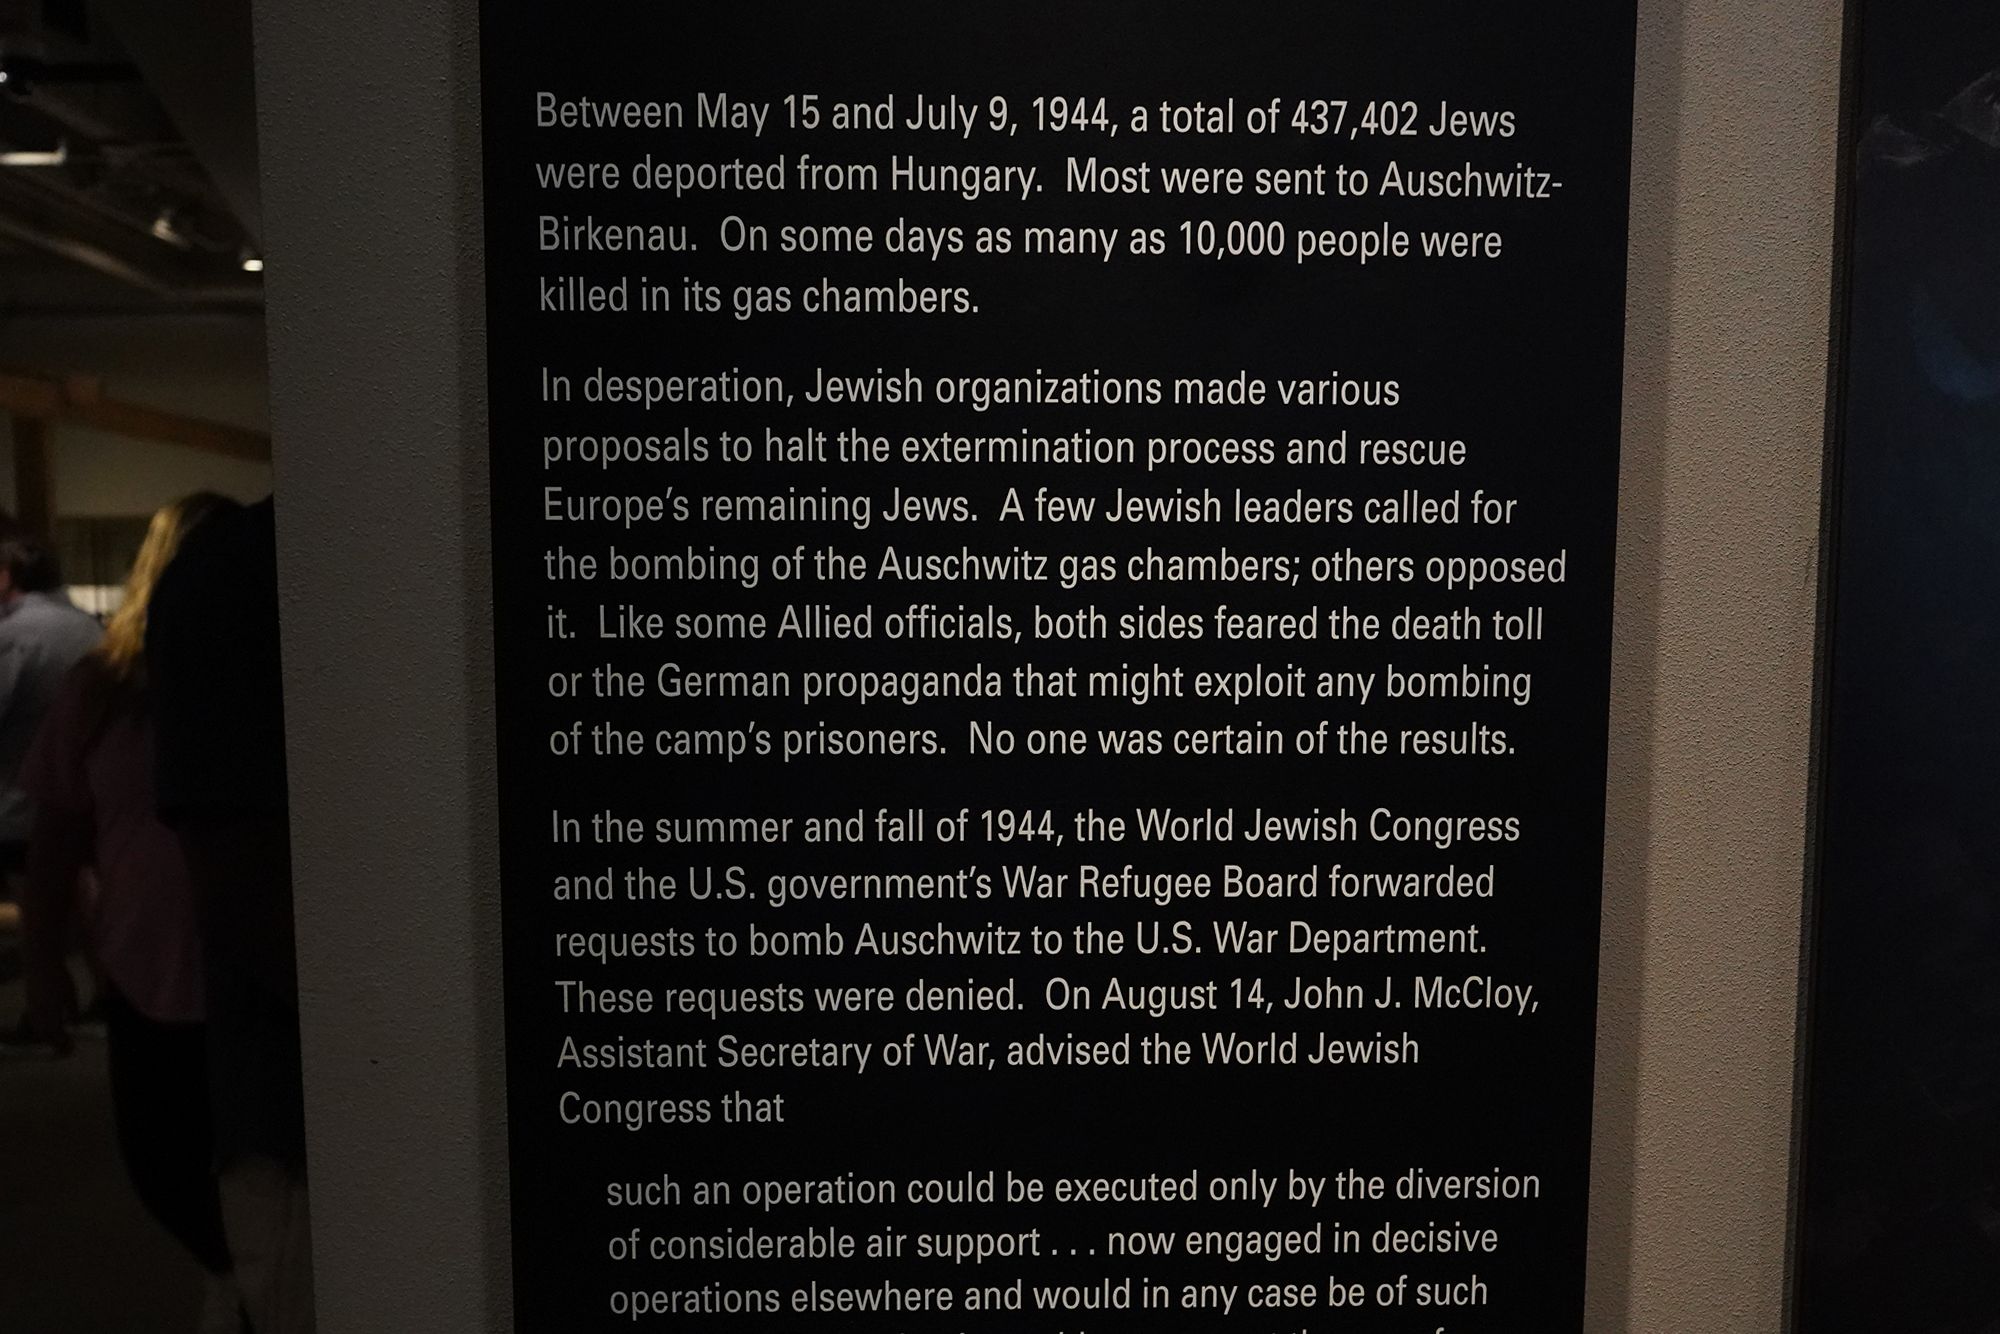 Between May 15 and July 9, 1944, a total of 437,402 Jews
were deported from Hungary.  Most were sent to Auschwitz-
Birkenau.  On some days as many as 10,000 people were
killed in its gas chambers.
In desperation, Jewish organizations made various
proposals to halt the extermination process and rescue
Europe’s remaining Jews.  A few Jewish leaders called for
the bombing of the Auschwitz gas chambers; others opposed
it.  Like some Allied officials, both sides feared the death toll
or the German propaganda that might exploit any bombing
of the camp’s prisoners.  No one was certain of the results.
In the summer and fall of 1944, the World Jewish Congress
and the U.S. government’s War Refugee Board forwarded
requests to bomb Auschwitz to the U.S. War Department.
These requests were denied.  On August 14, John J. McCloy,
Assistant Secretary of War, advised the World Jewish
Congress that
such an operation could be executed only by the diversion
of considerable air support . . . now engaged in decisive
operations elsewhere and would in any case be of such